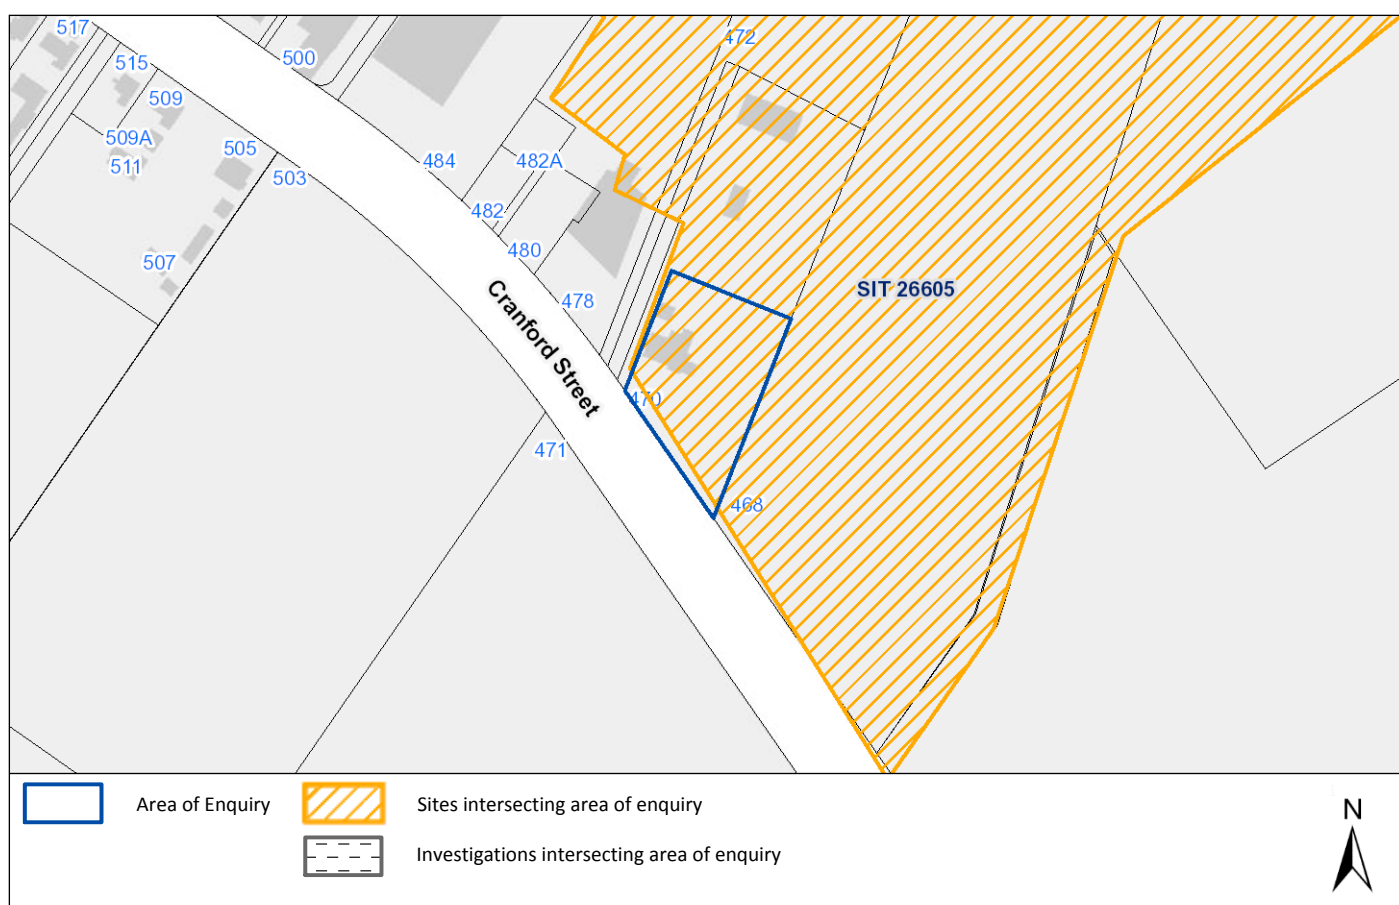 517
472
500
515
509
509A
505
511
484
482A
503
482
480
507
478
SIT 26605
Cranford Street
470
471
468
Area of Enquiry
Sites intersecting area of enquiry
Investigations intersecting area of enquiry
N